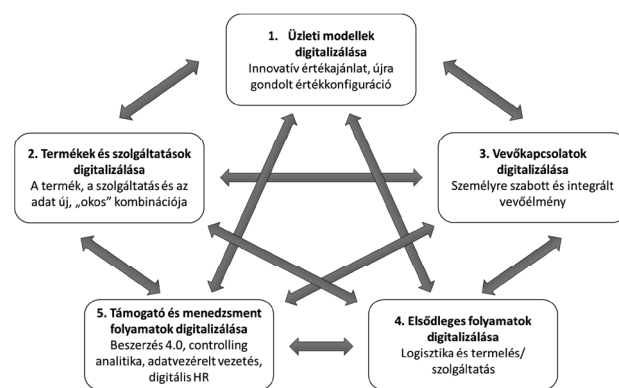 1. Üzleti modellek
digitalizálása
Innovatív értékajánlat, újra
gondolt értékkonfiguráció
2. Termékek és szolgáltatások
digitalizálása
A termék, a szolgáltatás és az
adat új, „okos” kombinációja
3. Vevőkapcsolatok
digitalizálása
Személyre szabott és integrált
vevőélmény
5. Támogató és menedzsment
folyamatok digitalizálása
Beszerzés 4.0, controlling
analitika, adatvezérelt vezetés,
digitális HR
4. Elsődleges folyamatok
digitalizálása
Logisztika és termelés/
szolgáltatás